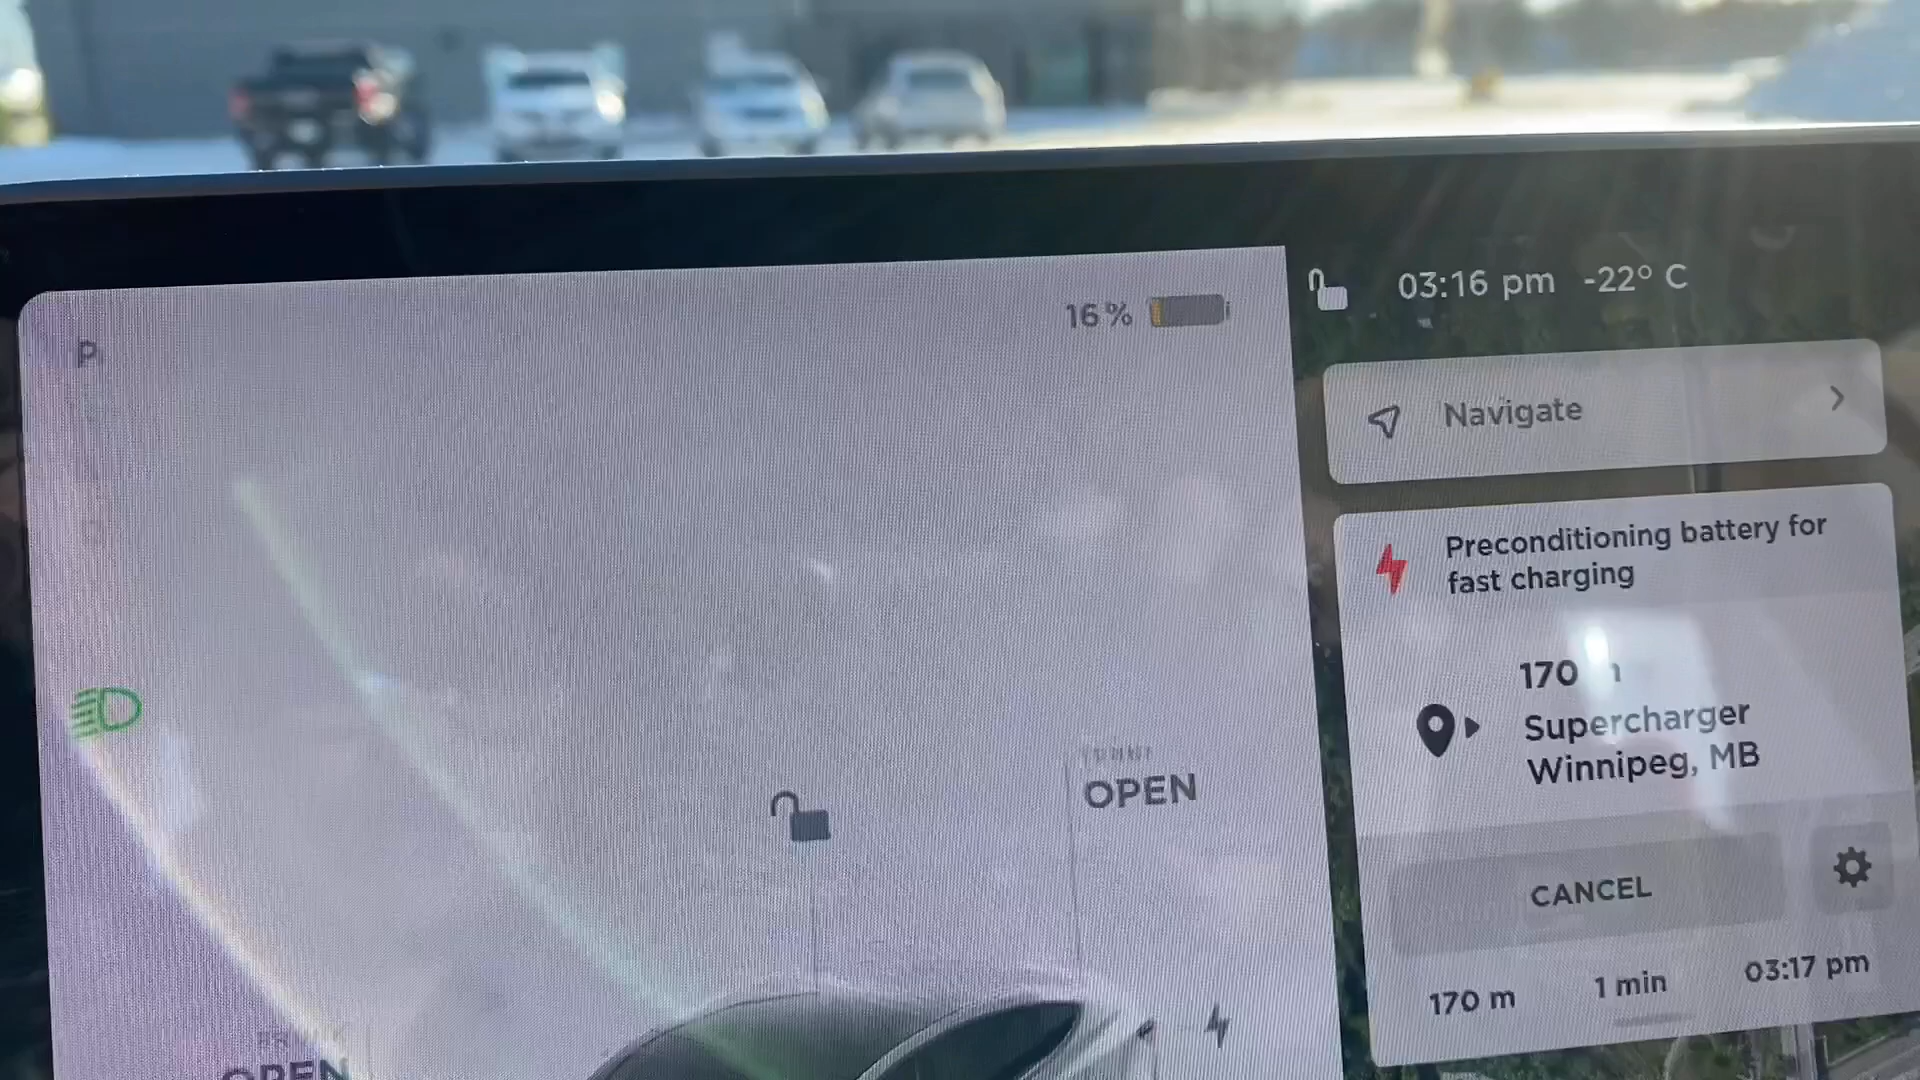 P
16 %
03:16 pm -22° C
Navigate
Preconditioning battery for
fast charging
170
Supercharger
Winnipeg, MB
OPEN
CANCEL
170 m 1 min 03:17 pm
OPEN